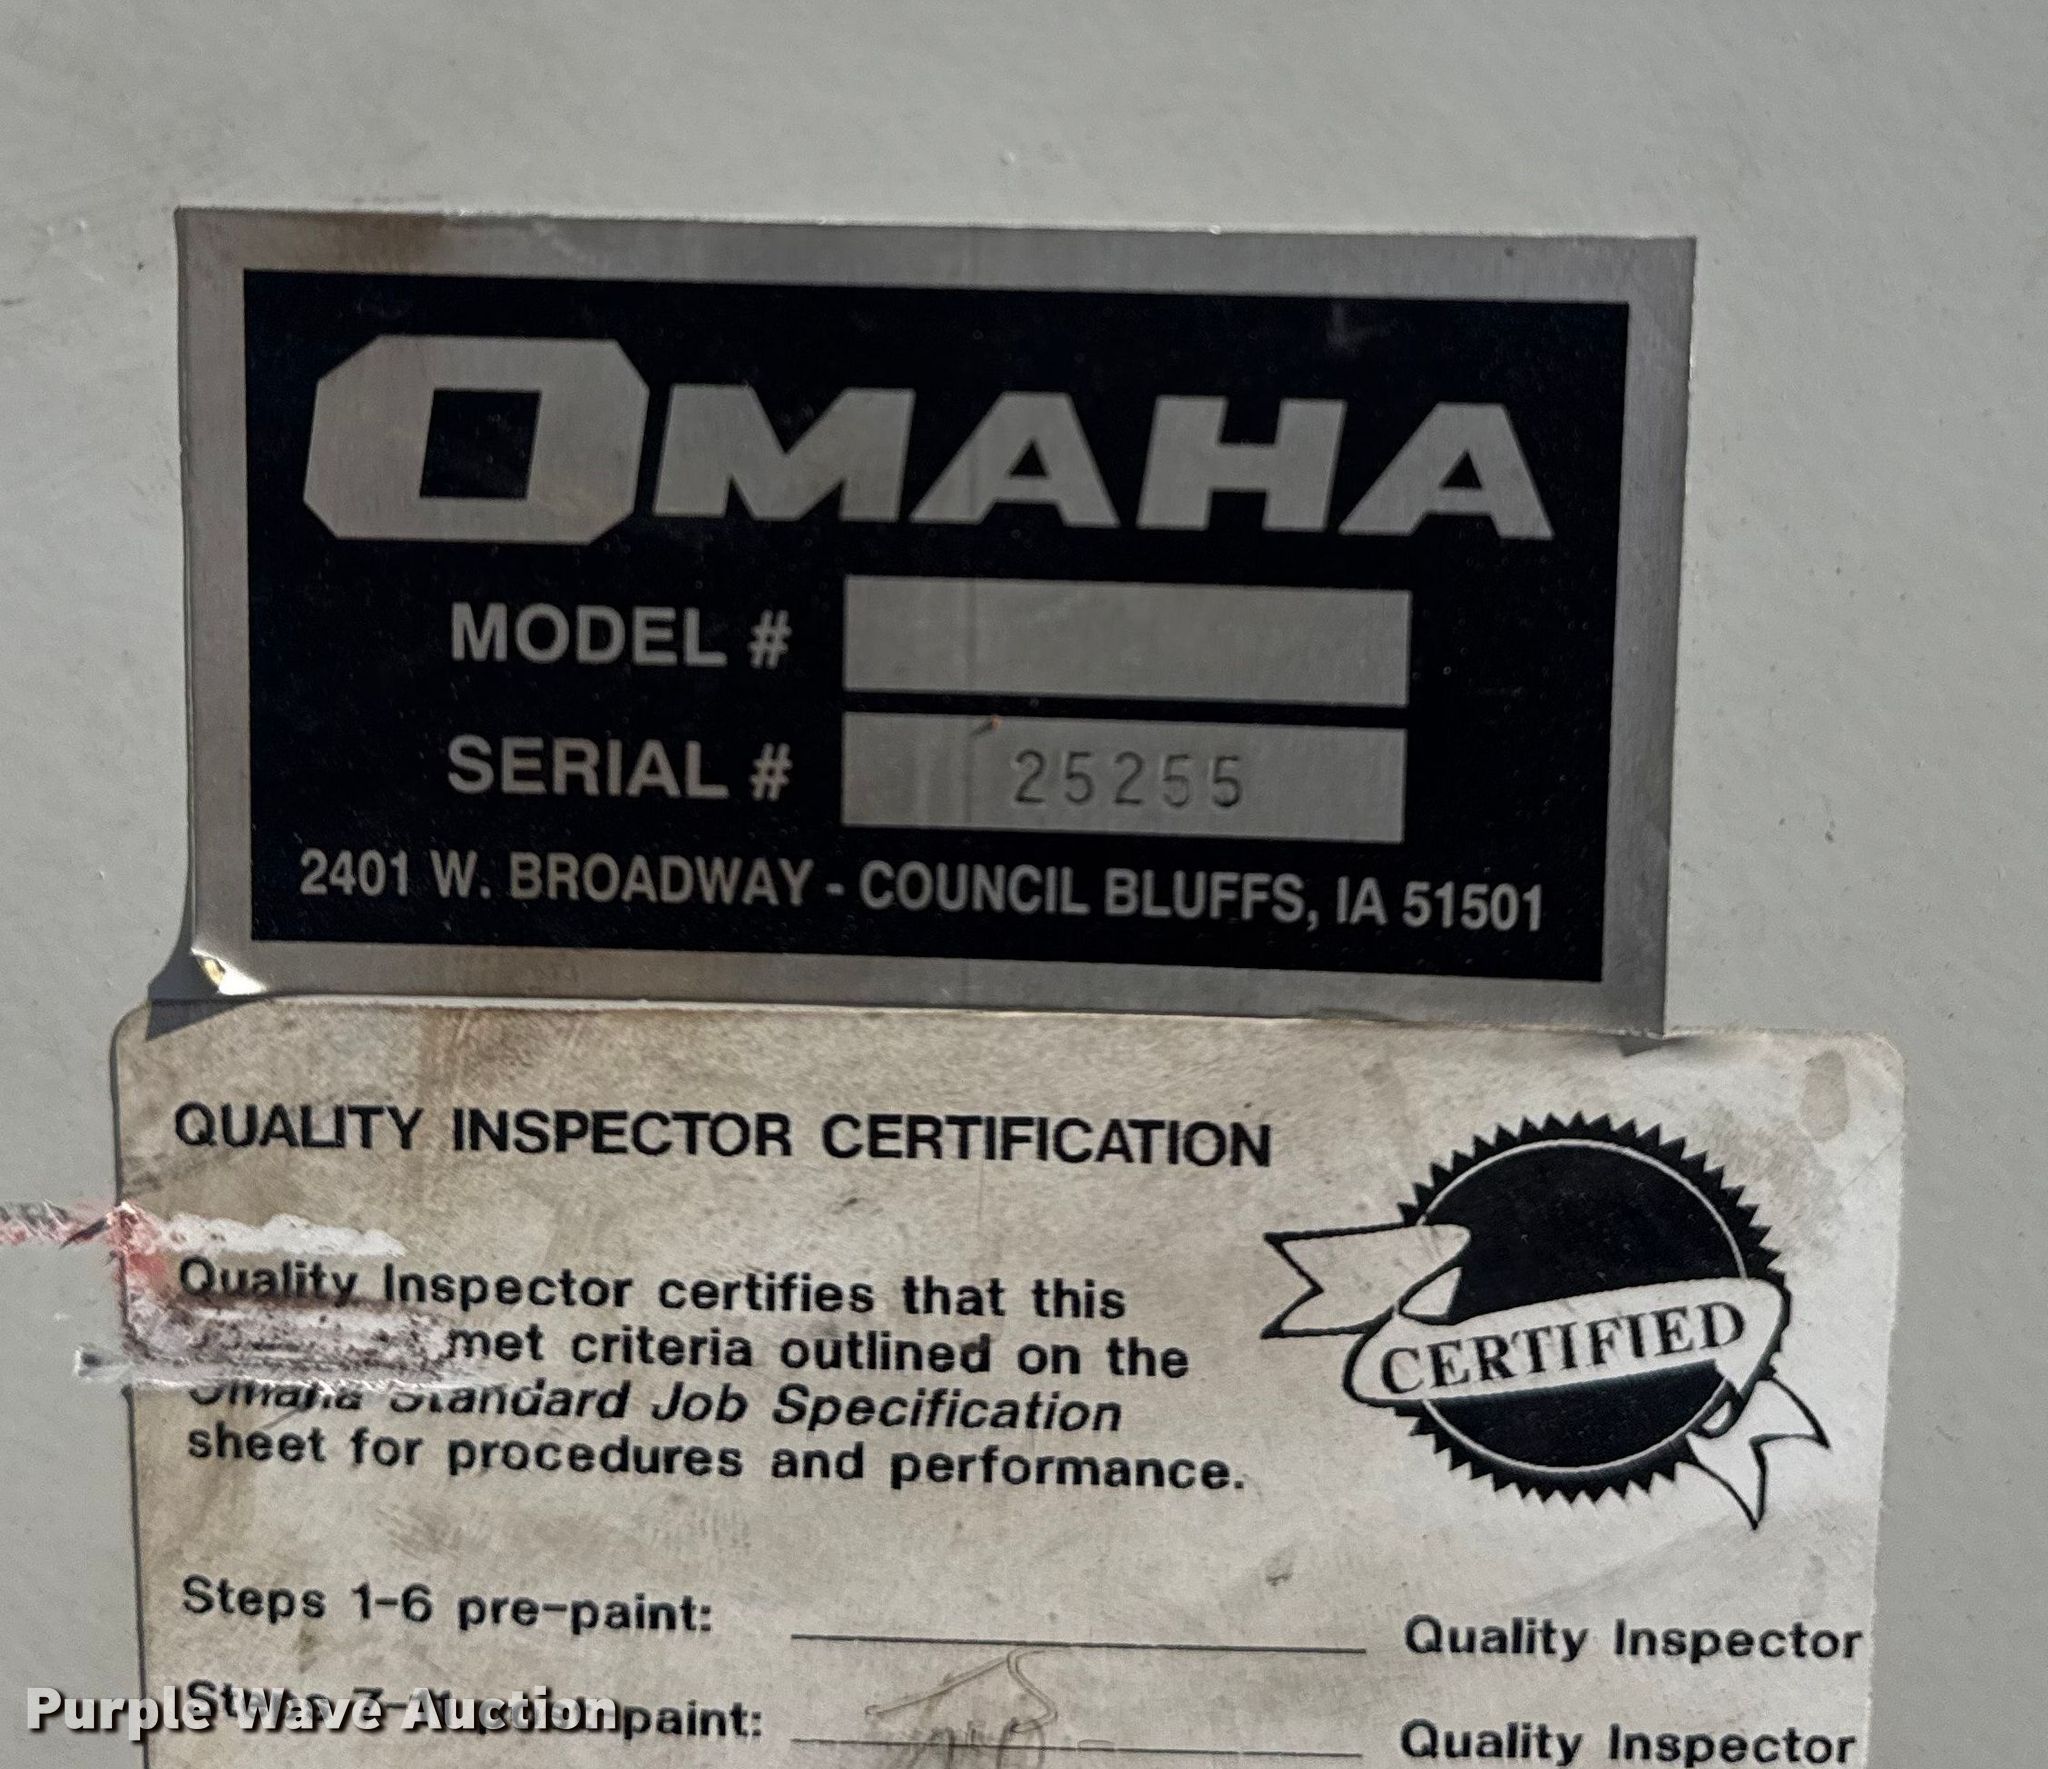 OMAHA
MODEL #
SERIAL # 25255
2401 W. BROADWAY - COUNCIL BLUFFS, IA 51501
QUALITY INSPECTOR CERTIFICATION
Quality Inspector certifies that this
met criteria outlined on the
Omaha Standard Job Specification
sheet for procedures and performance.
CERTIFIED
Steps 1-6 pre-paint: Quality Inspector
Steps paint: Quality Inspector
Purple Wave Auction